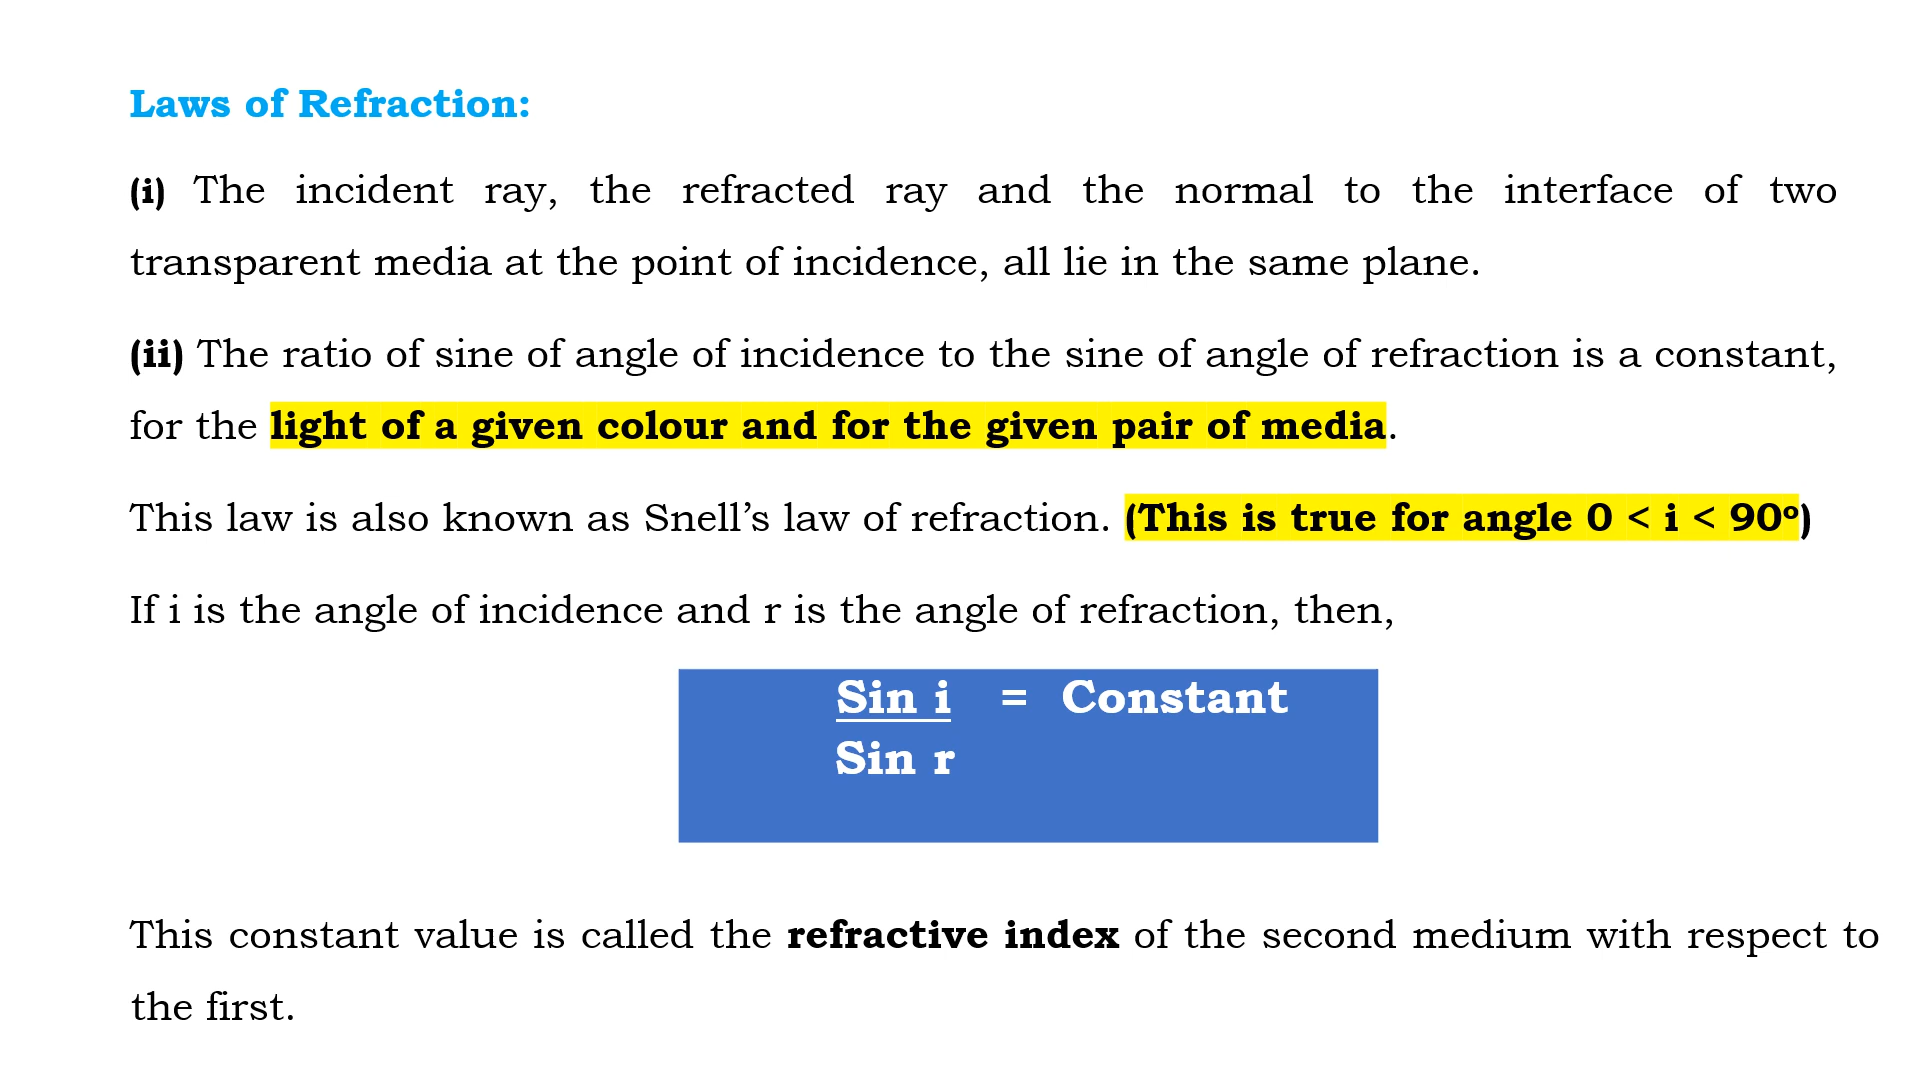 Laws of Refraction:
(i) The incident ray, the refracted ray and the normal to the interface of two
transparent media at the point of incidence, all lie in the same plane.
(ii) The ratio of sine of angle of incidence to the sine of angle of refraction is a constant,
for the light of a given colour and for the given pair of media.
This law is also known as Snell’s law of refraction. (This is true for angle 0 < i < 90º)
If i is the angle of incidence and r is the angle of refraction, then,
Sin i = Constant
Sin r
This constant value is called the refractive index of the second medium with respect to
the first.